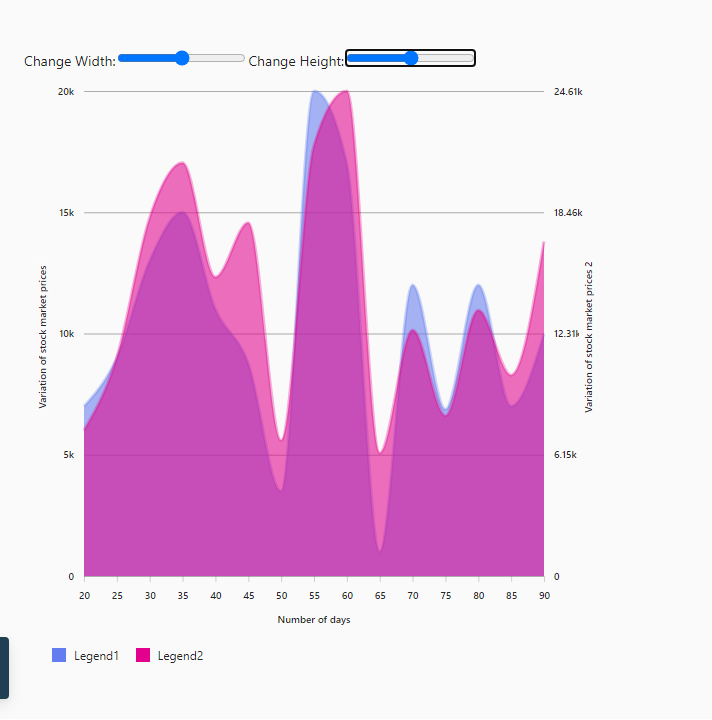 Change Width: Change Height:
20k 24.61k
15k 18.46k
10k 12.31k
5k 6.15k
0 0
Variation of stock market prices
Variation of stock market prices 2
20 25 30 35 40 45 50 55 60 65 70 75 80 85 90
Number of days
Legend1 Legend2